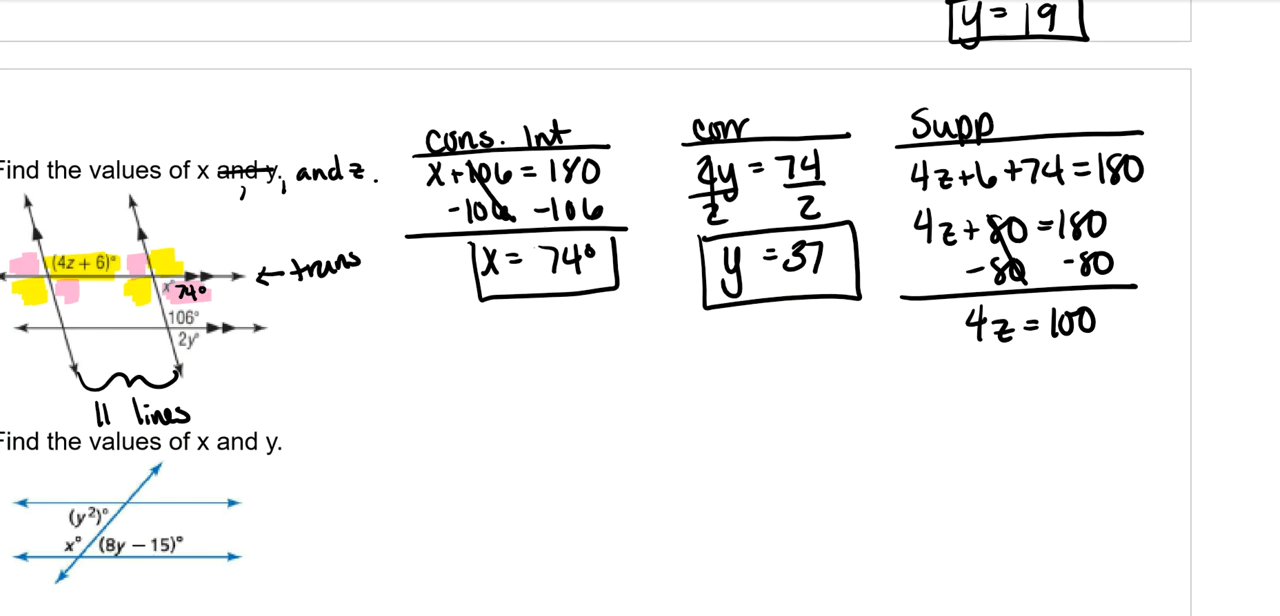 y = 19
Find the values of x and y, and z.
(4z + 6)°
x° 74°
106°
2y°
← trans
11 lines
cons. Int
x + 106 = 180
-106 -106
x = 74°
corr
2y = 74
2 2
y = 37
Supp
4z+6+74=180
4z+80=180
-80 -80
4z=100
Find the values of x and y.
(y²)°
x° (8y – 15)°